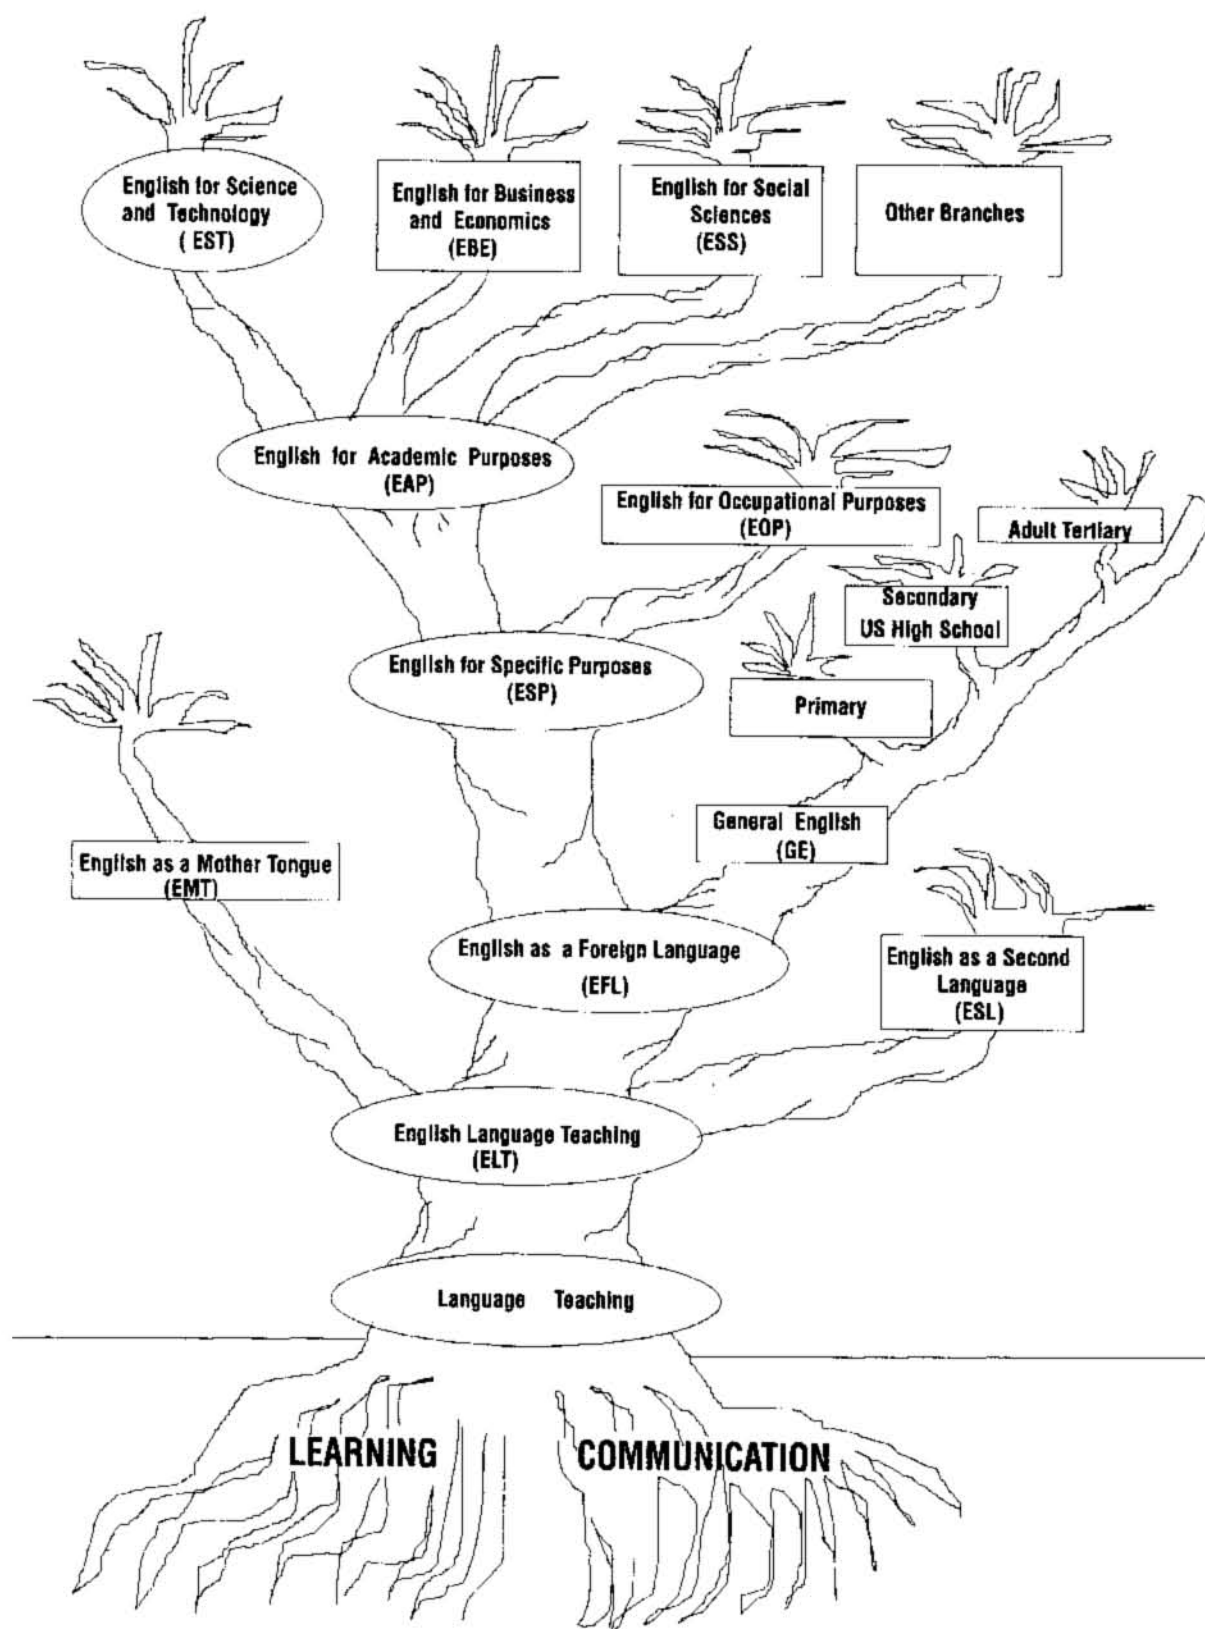 English for Science
and Technology
( EST)
English for Business
and Economics
(EBE)
English for Social
Sciences
(ESS)
Other Branches
English for Academic Purposes
(EAP)
English for Occupational Purposes
(EOP)
Adult Tertiary
Secondary
US High School
English for Specific Purposes
(ESP)
Primary
General English
(GE)
English as a Mother Tongue
(EMT)
English as a Foreign Language
(EFL)
English as a Second
Language
(ESL)
English Language Teaching
(ELT)
Language Teaching
LEARNING
COMMUNICATION